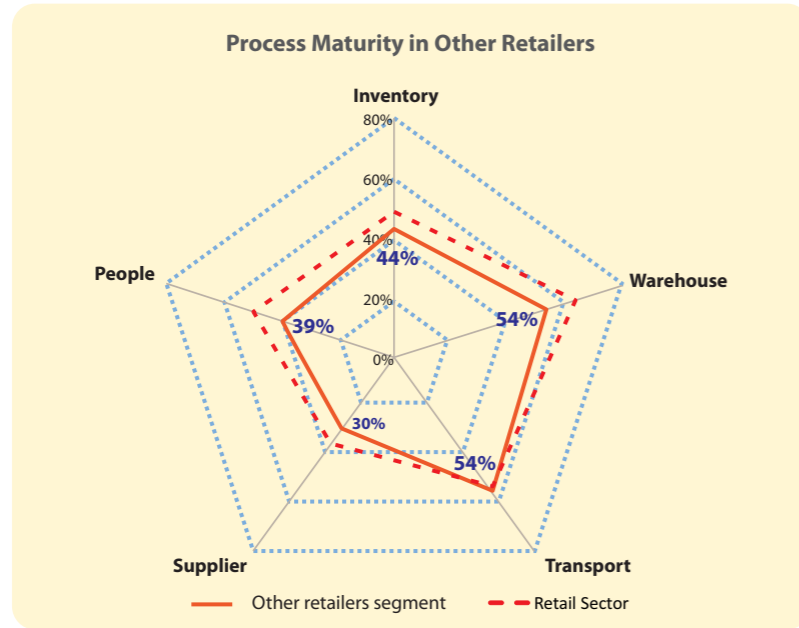 Process Maturity in Other Retailers
Inventory
80%
60%
40%
44%
20%
0%
People
39%
Warehouse
54%
30%
54%
Supplier
Transport
Other retailers segment
Retail Sector